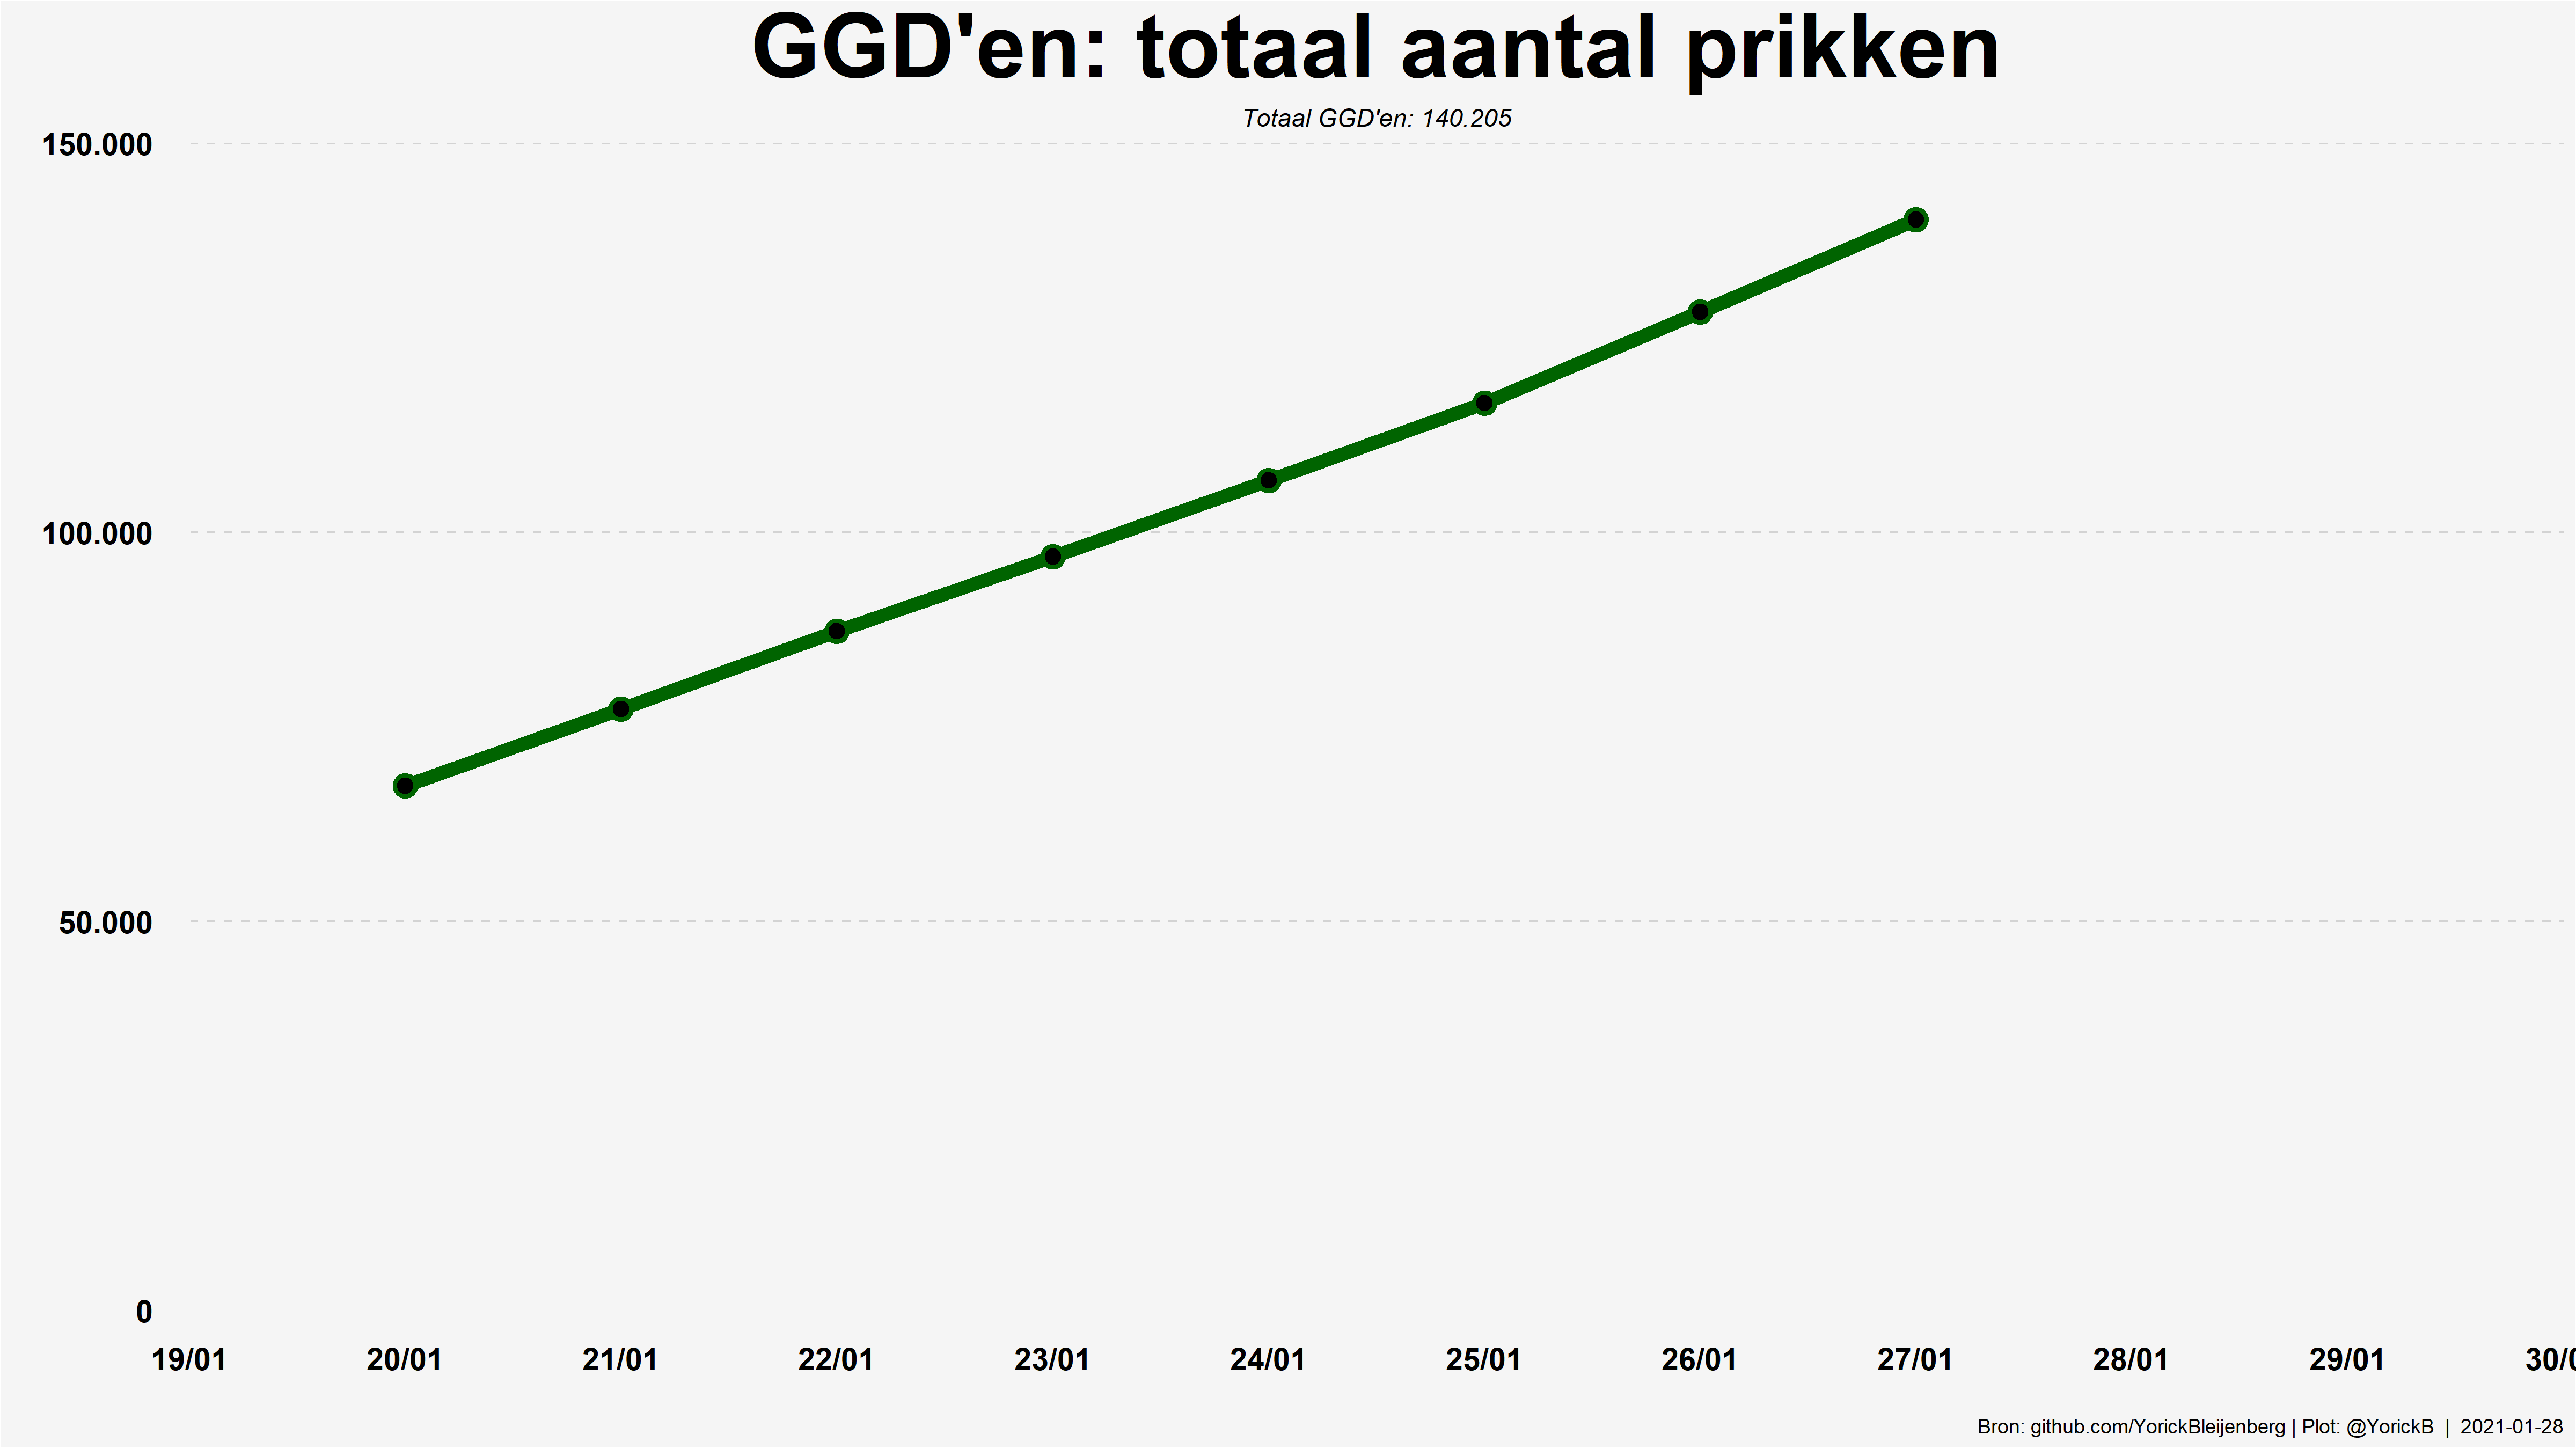 GGD'en: totaal aantal prikken
Totaal GGD'en: 140.205
150.000
100.000
50.000
0
19/01 20/01 21/01 22/01 23/01 24/01 25/01 26/01 27/01 28/01 29/01 30/0
Bron: github.com/YorickBleijenberg | Plot: @YorickB | 2021-01-28